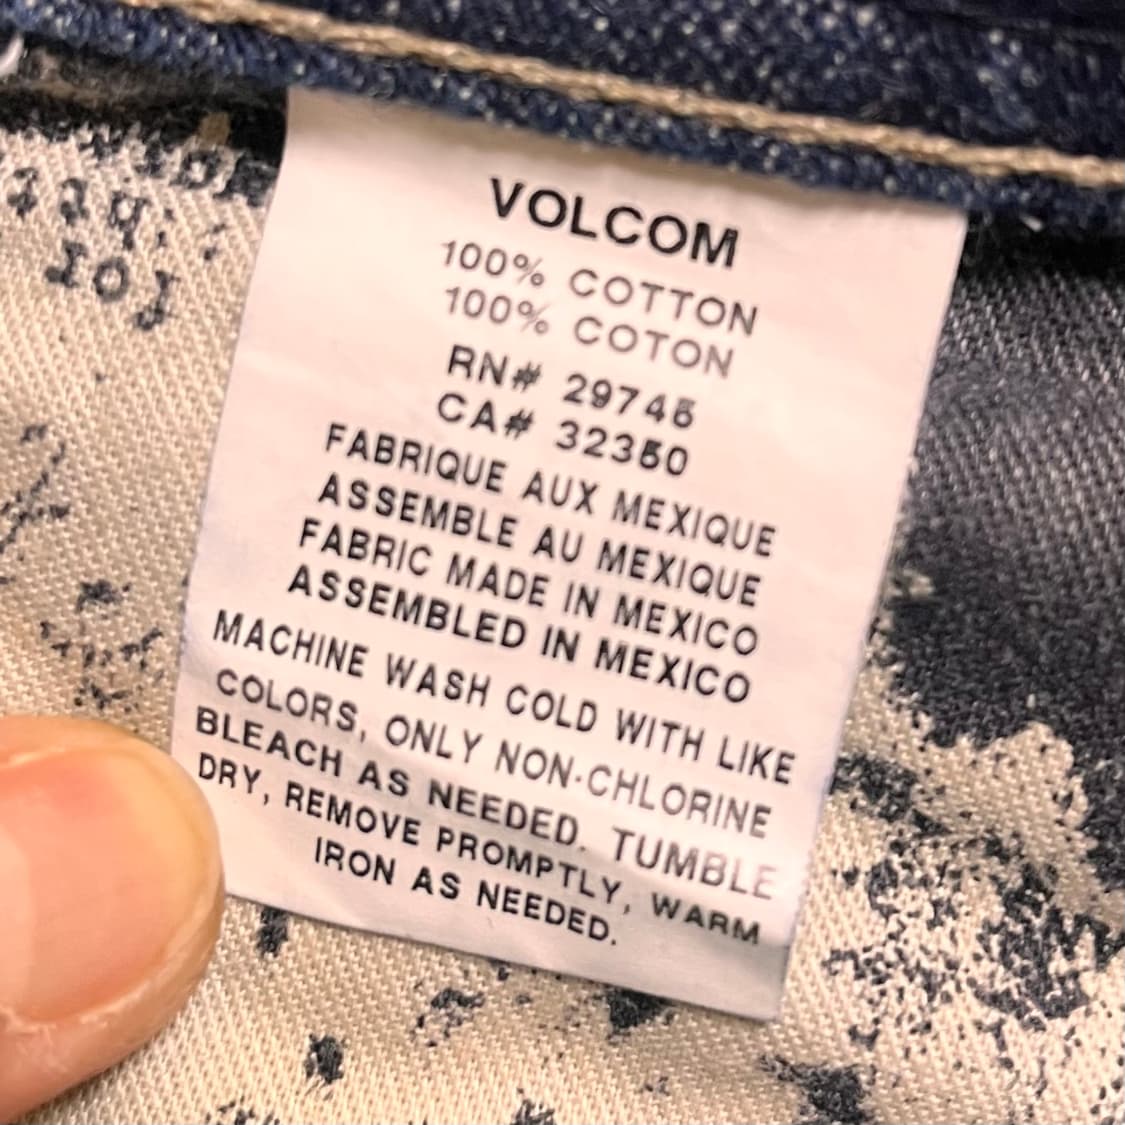 VOLCOM
100% COTTON
100% COTON
RN# 29745
CA# 32350
FABRIQUE AUX MEXIQUE
ASSEMBLE AU MEXIQUE
FABRIC MADE IN MEXICO
ASSEMBLED IN MEXICO
MACHINE WASH COLD WITH LIKE
COLORS, ONLY NON-CHLORINE
BLEACH AS NEEDED. TUMBLE
DRY, REMOVE PROMPTLY, WARM
IRON AS NEEDED.